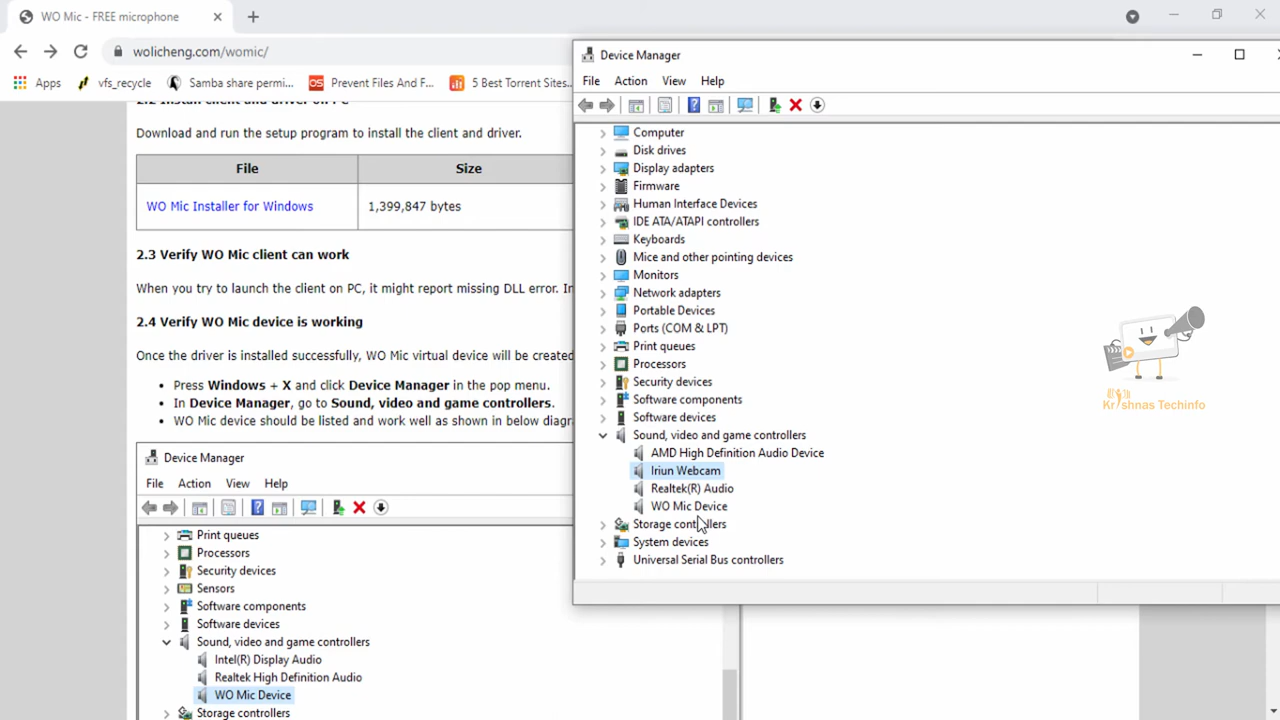 WO Mic - FREE microphone
wolicheng.com/womic/
Apps vfs_recycle Samba share permi... Prevent Files And F... 5 Best Torrent Sites...
Download and run the setup program to install the client and driver.
File Size
WO Mic Installer for Windows 1,399,847 bytes
2.3 Verify WO Mic client can work
When you try to launch the client on PC, it might report missing DLL error.
2.4 Verify WO Mic device is working
Once the driver is installed successfully, WO Mic virtual device will be created
• Press Windows + X and click Device Manager in the pop menu.
• In Device Manager, go to Sound, video and game controllers.
• WO Mic device should be listed and work well as shown in below
Device Manager
File Action View Help
Print queues
Processors
Security devices
Sensors
Software components
Software devices
Sound, video and game controllers
Intel(R) Display Audio
Realtek High Definition Audio
WO Mic Device
Storage controllers
Device Manager
File Action View Help
Computer
Disk drives
Display adapters
Firmware
Human Interface Devices
IDE ATA/ATAPI controllers
Keyboards
Mice and other pointing devices
Monitors
Network adapters
Portable Devices
Ports (COM & LPT)
Print queues
Processors
Security devices
Software components
Software devices
Sound, video and game controllers
AMD High Definition Audio Device
Iriun Webcam
Realtek(R) Audio
WO Mic Device
Storage controllers
System devices
Universal Serial Bus controllers
Krishnas Techinfo